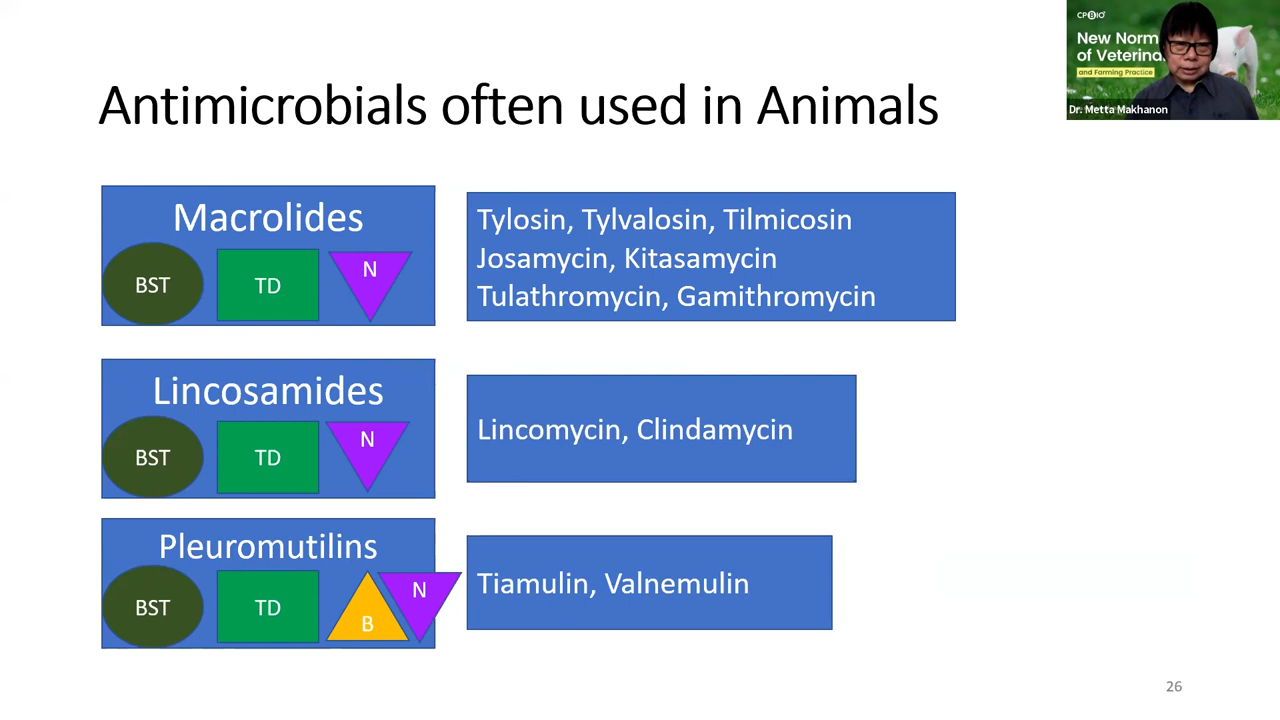 CPBIO
New Norm
of Veterina
and Farming Practice
Dr. Metta Makhanon
Antimicrobials often used in Animals
Macrolides
BST
TD
N
Tylosin, Tylvalosin, Tilmicosin
Josamycin, Kitasamycin
Tulathromycin, Gamithromycin
Lincosamides
BST
TD
N
Lincomycin, Clindamycin
Pleuromutilins
BST
TD
B
N
Tiamulin, Valnemulin
26